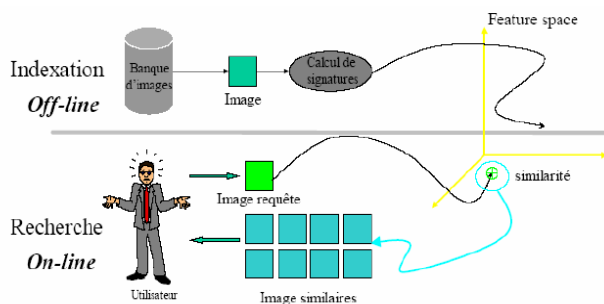 Feature space
Indexation
Off-line
Banque
d'images
Image
Calcul de
signatures
similarité
Image requête
Recherche
On-line
Utilisateur
Image similaires